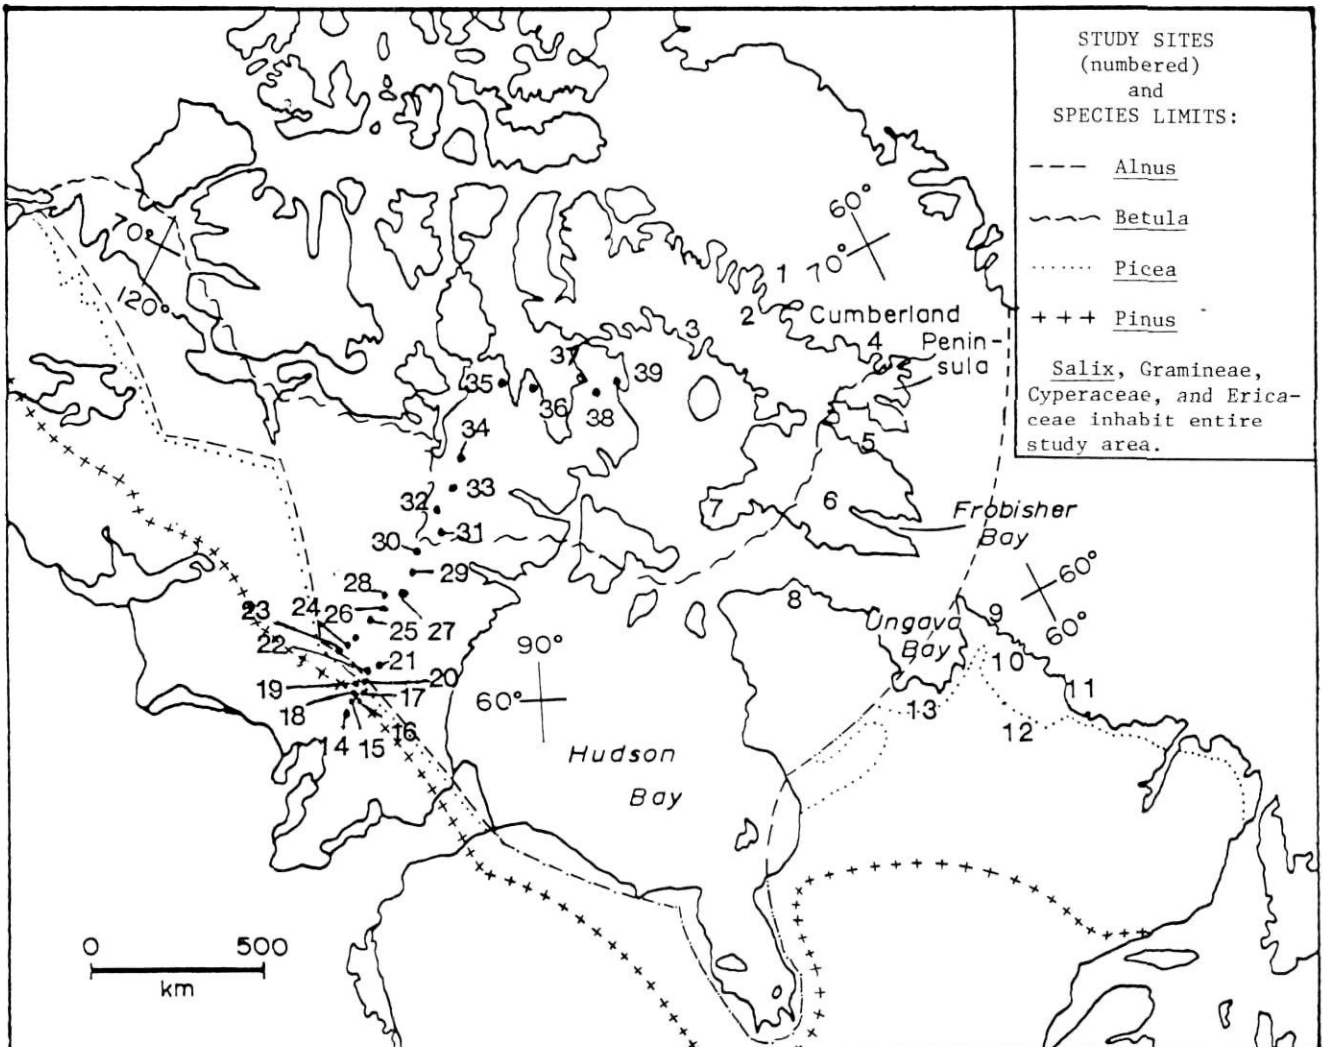 STUDY SITES
(numbered)
and
SPECIES LIMITS:
Alnus
Betula
Picea
+ + + Pinus
Salix, Gramineae,
Cyperaceae, and Erica-
ceae inhabit entire
study area.
60°
70°
70°
120°
1
2
3
Cumberland
4
Penin-
sula
5
6
7
Frobisher
Bay
60°
60°
8
9
Ungava
Bay
10
11
12
13
37
35
36
38
39
34
33
32
31
30
29
28
27
26
25
24
23
22
21
20
19
18
17
16
14
15
90°
60°
Hudson
Bay
0
500
km